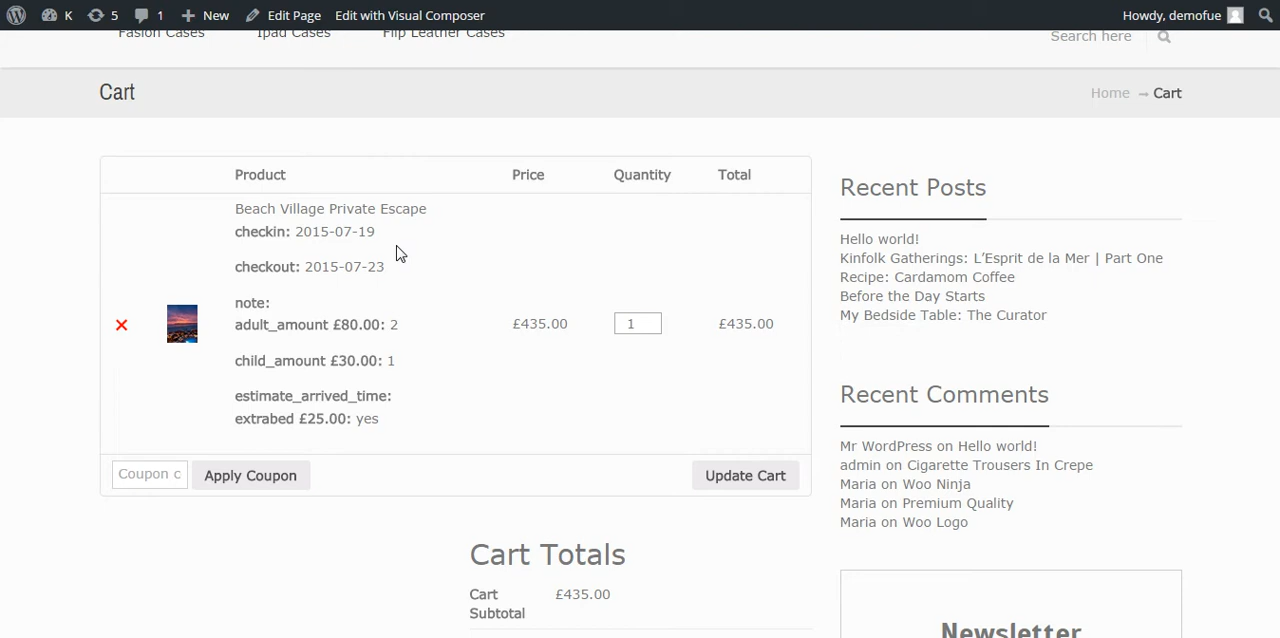 K 5 1 New Edit Page Edit with Visual Composer Howdy, demofue
Fasion Cases Ipad Cases Flip Leather Cases Search here
Cart Home → Cart
Product Price Quantity Total
Beach Village Private Escape
checkin: 2015-07-19
checkout: 2015-07-23
note:
adult_amount £80.00: 2
£435.00 1 £435.00
child_amount £30.00: 1
estimate_arrived_time:
extrabed £25.00: yes
Coupon c Apply Coupon Update Cart
Cart Totals
Cart Subtotal £435.00
Recent Posts
Hello world!
Kinfolk Gatherings: L’Esprit de la Mer | Part One
Recipe: Cardamom Coffee
Before the Day Starts
My Bedside Table: The Curator
Recent Comments
Mr WordPress on Hello world!
admin on Cigarette Trousers In Crepe
Maria on Woo Ninja
Maria on Premium Quality
Maria on Woo Logo
Newsletter